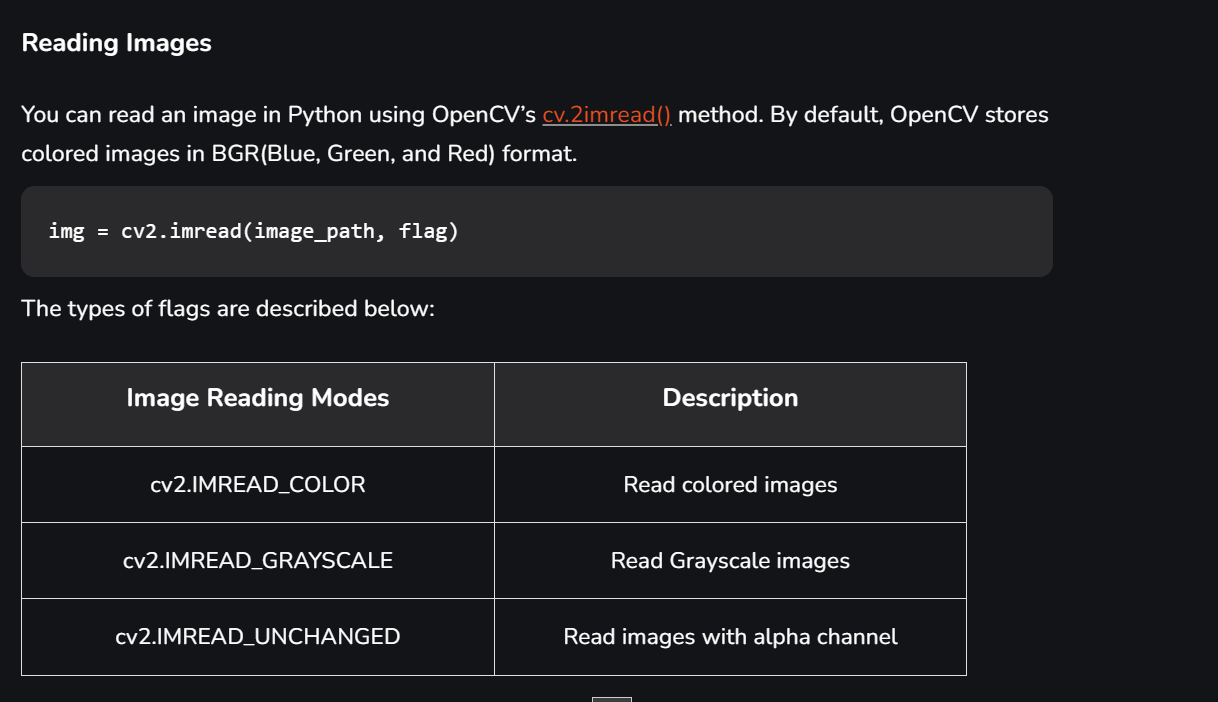 Reading Images
You can read an image in Python using OpenCV’s cv.2imread() method. By default, OpenCV stores
colored images in BGR(Blue, Green, and Red) format.
img = cv2.imread(image_path, flag)
The types of flags are described below:
Image Reading Modes Description
cv2.IMREAD_COLOR Read colored images
cv2.IMREAD_GRAYSCALE Read Grayscale images
cv2.IMREAD_UNCHANGED Read images with alpha channel